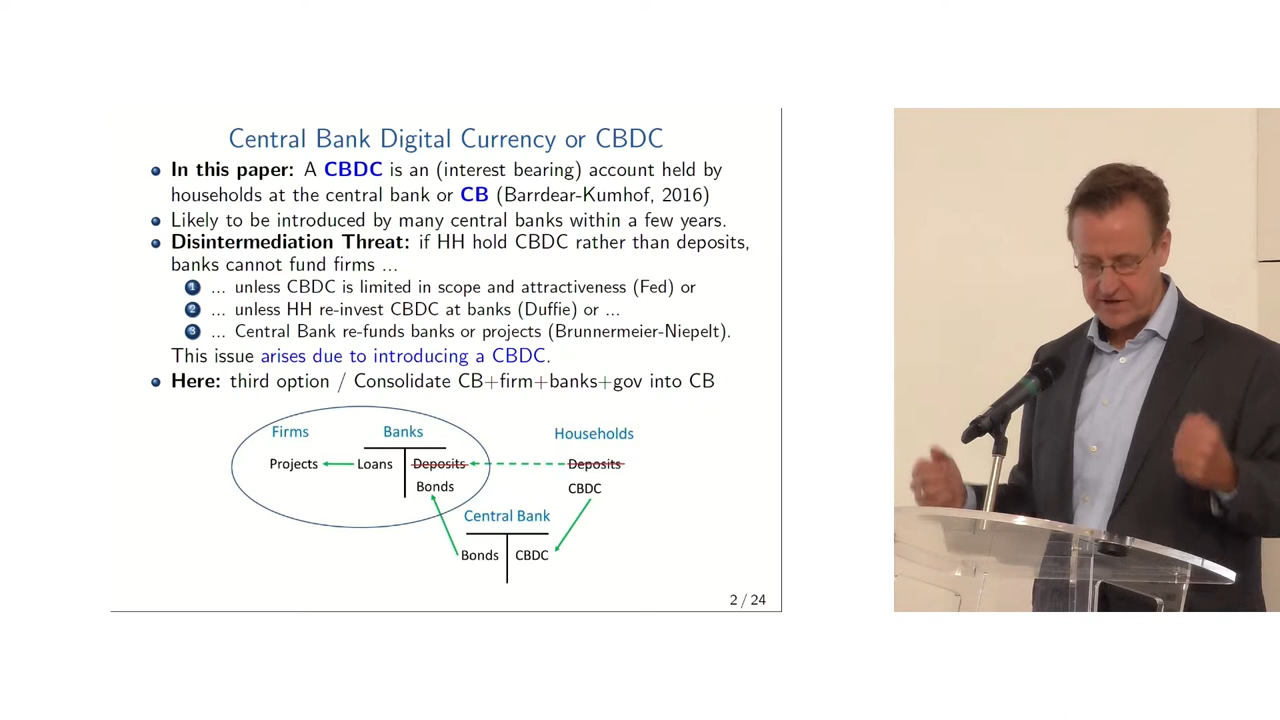 Central Bank Digital Currency or CBDC
In this paper: A CBDC is an (interest bearing) account held by
households at the central bank or CB (Barrdear-Kumhof, 2016)
Likely to be introduced by many central banks within a few years.
Disintermediation Threat: if HH hold CBDC rather than deposits,
banks cannot fund firms ...
1 ... unless CBDC is limited in scope and attractiveness (Fed) or
2 ... unless HH re-invest CBDC at banks (Duffie) or ...
3 ... Central Bank re-funds banks or projects (Brunnermeier-Niepelt).
This issue arises due to introducing a CBDC.
Here: third option / Consolidate CB+firm+banks+gov into CB
Firms Banks Households
Projects Loans Deposits Deposits
Bonds CBDC
Central Bank
Bonds CBDC
2 / 24